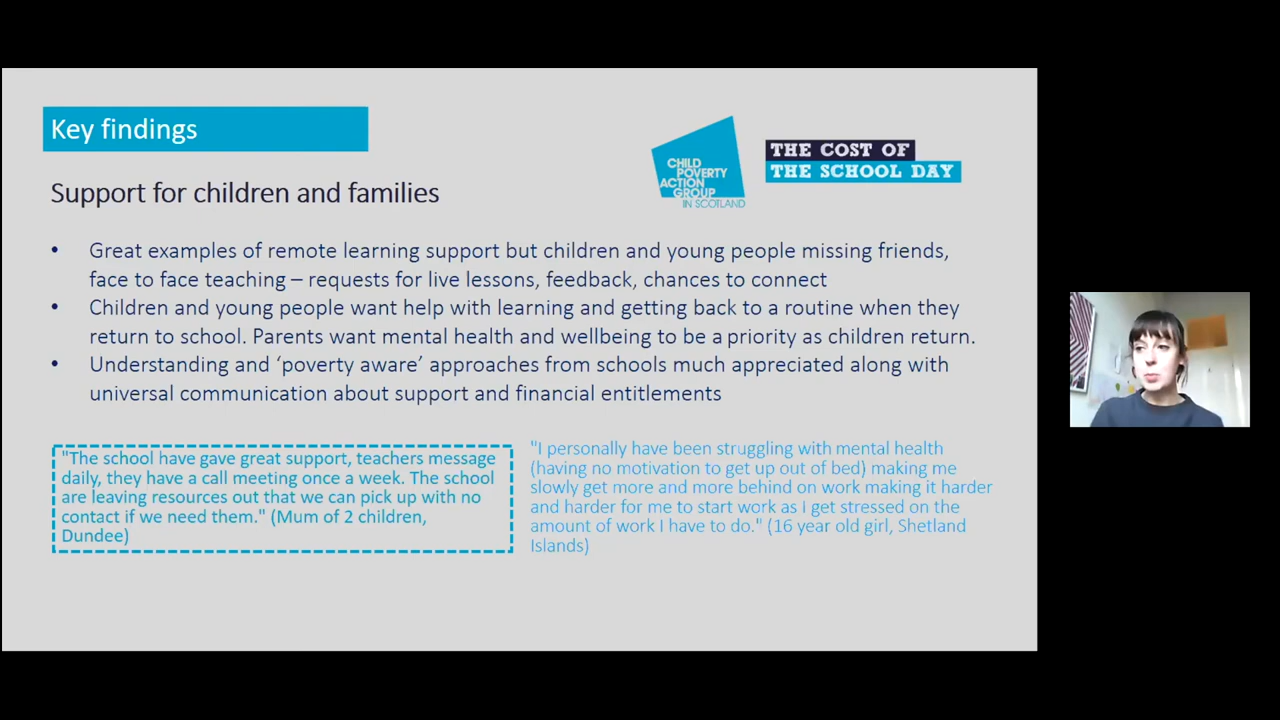 Key findings
CHILD
POVERTY
ACTION
GROUP
IN SCOTLAND
THE COST OF
THE SCHOOL DAY
Support for children and families
• Great examples of remote learning support but children and young people missing friends,
face to face teaching – requests for live lessons, feedback, chances to connect
• Children and young people want help with learning and getting back to a routine when they
return to school. Parents want mental health and wellbeing to be a priority as children return.
• Understanding and ‘poverty aware’ approaches from schools much appreciated along with
universal communication about support and financial entitlements
"The school have gave great support, teachers message
daily, they have a call meeting once a week. The school
are leaving resources out that we can pick up with no
contact if we need them." (Mum of 2 children,
Dundee)
"I personally have been struggling with mental health
(having no motivation to get up out of bed) making me
slowly get more and more behind on work making it harder
and harder for me to start work as I get stressed on the
amount of work I have to do." (16 year old girl, Shetland
Islands)